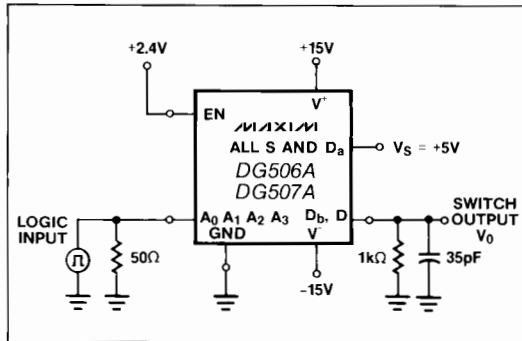 +2.4V
+15V
EN
V+
MAXIM
ALL S AND Da
VS = +5V
DG506A
DG507A
LOGIC
INPUT
A0 A1 A2 A3
Db, D
GND
V-
SWITCH
OUTPUT
V0
50Ω
1kΩ
35pF
-15V